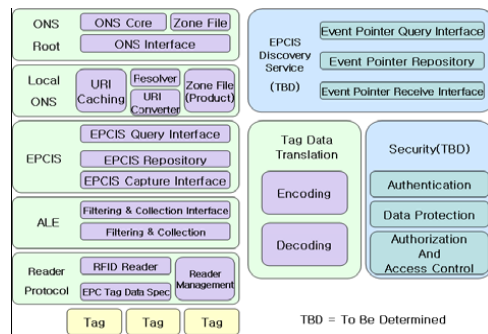 ONS
Root
ONS Core
Zone File
ONS Interface
Local
ONS
URI
Caching
Resolver
URI
Converter
Zone File
(Product)
EPCIS
EPCIS Query Interface
EPCIS Repository
EPCIS Capture Interface
ALE
Filtering & Collection Interface
Filtering & Collection
Reader
Protocol
RFID Reader
EPC Tag Data Spec
Reader
Management
Tag
Tag
Tag
EPCIS
Discovery
Service
(TBD)
Event Pointer Query Interface
Event Pointer Repository
Event Pointer Receive Interface
Tag Data
Translation
Encoding
Decoding
Security(TBD)
Authentication
Data Protection
Authorization
And
Access Control
TBD = To Be Determined